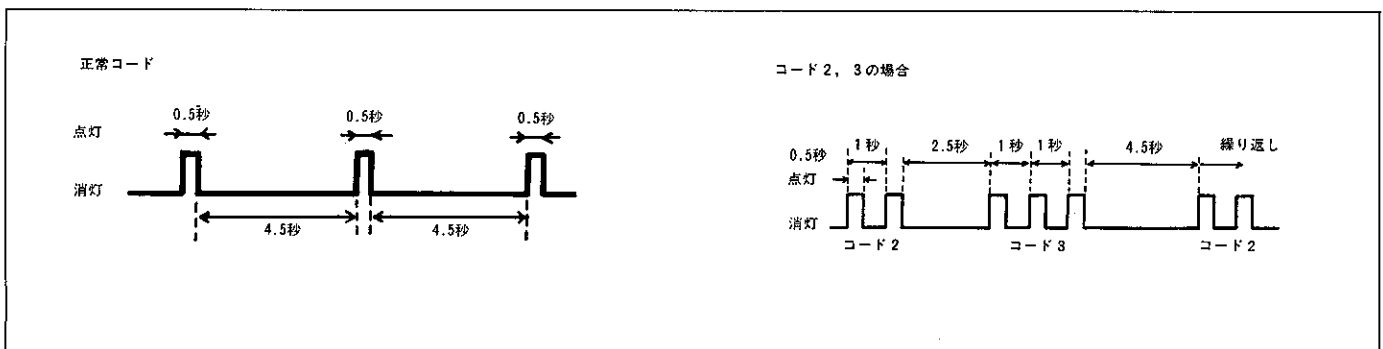 正常コード
0.5秒 0.5秒 0.5秒
点灯
消灯
4.5秒 4.5秒
コード2, 3の場合
0.5秒 1秒 2.5秒 1秒 1秒 4.5秒 繰り返し
点灯
消灯
コード2 コード3 コード2